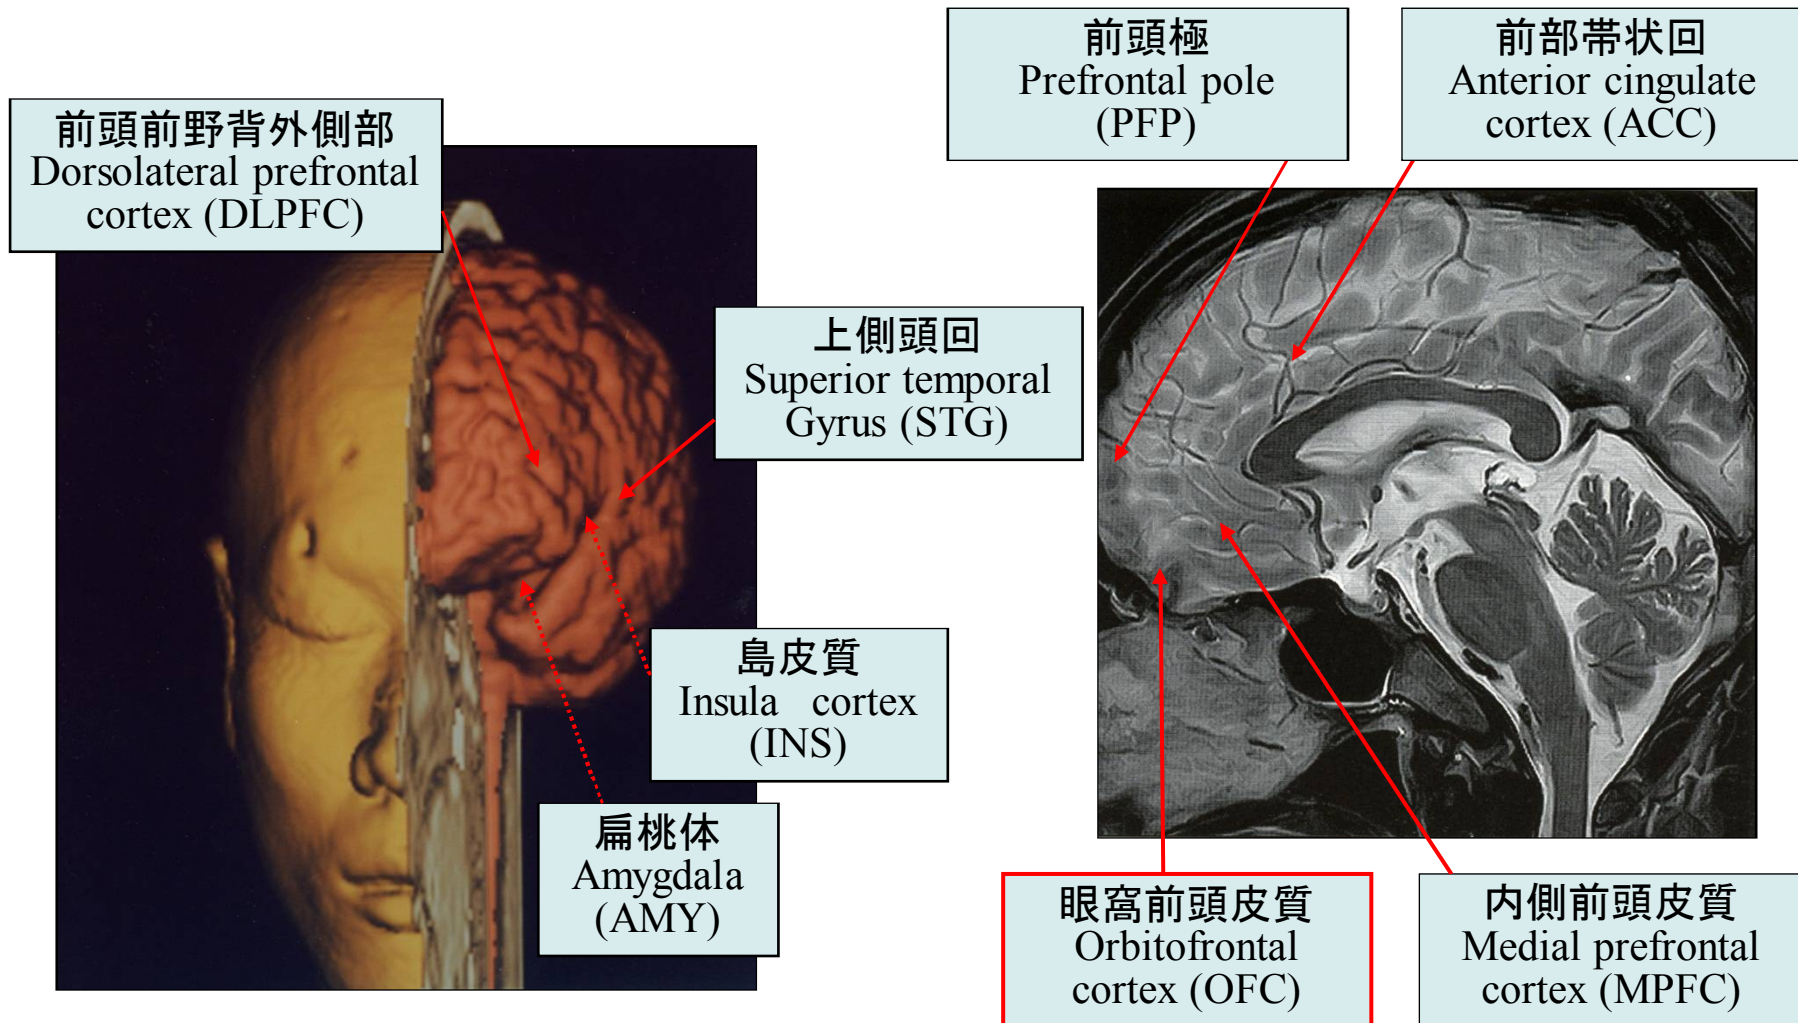 前頭前野背外側部
Dorsolateral prefrontal
cortex (DLPFC)
上側頭回
Superior temporal
Gyrus (STG)
島皮質
Insula cortex
(INS)
扁桃体
Amygdala
(AMY)
前頭極
Prefrontal pole
(PFP)
前部帯状回
Anterior cingulate
cortex (ACC)
眼窩前頭皮質
Orbitofrontal
cortex (OFC)
内側前頭皮質
Medial prefrontal
cortex (MPFC)